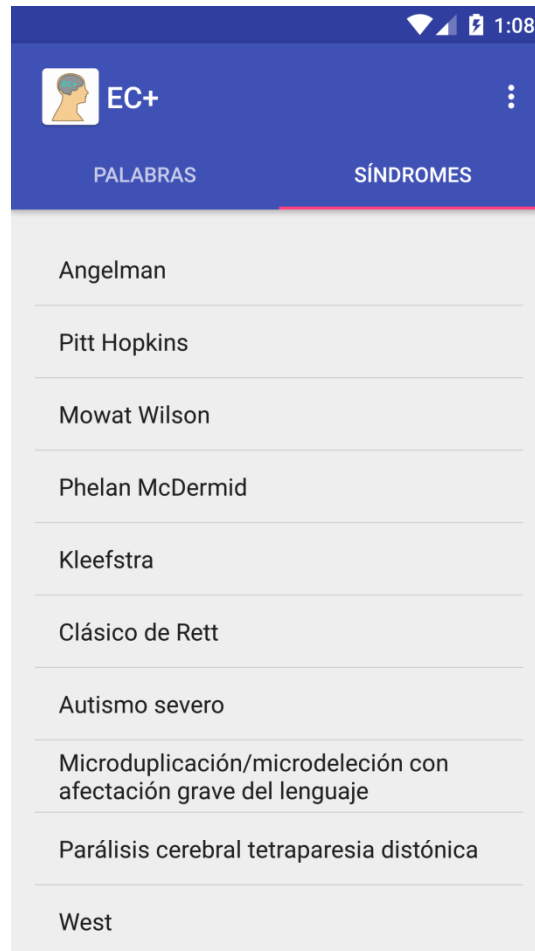 1:08
EC+
PALABRAS
SÍNDROMES
Angelman
Pitt Hopkins
Mowat Wilson
Phelan McDermid
Kleefstra
Clásico de Rett
Autismo severo
Microduplicación/microdeleción con
afectación grave del lenguaje
Parálisis cerebral tetraparesia distónica
West